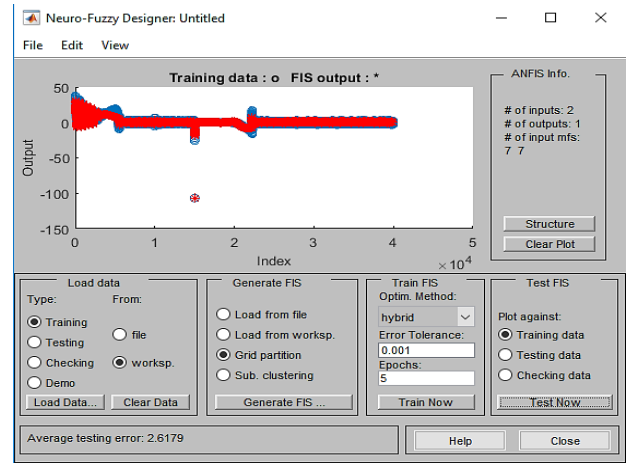 Neuro-Fuzzy Designer: Untitled
File Edit View
Training data : o FIS output : *
50
0
-50
-100
-150
Output
0 1 2 3 4 5
Index
× 10^4
ANFIS Info.
# of inputs: 2
# of outputs: 1
# of input mfs:
7 7
Structure
Clear Plot
Load data
Type: From:
Training
Testing
Checking
Demo
file
worksp.
Load Data... Clear Data
Generate FIS
Load from file
Load from worksp.
Grid partition
Sub. clustering
Generate FIS ...
Train FIS
Optim. Method:
hybrid
Error Tolerance:
0.001
Epochs:
5
Train Now
Test FIS
Plot against:
Training data
Testing data
Checking data
Test Now
Average testing error: 2.6179
Help Close